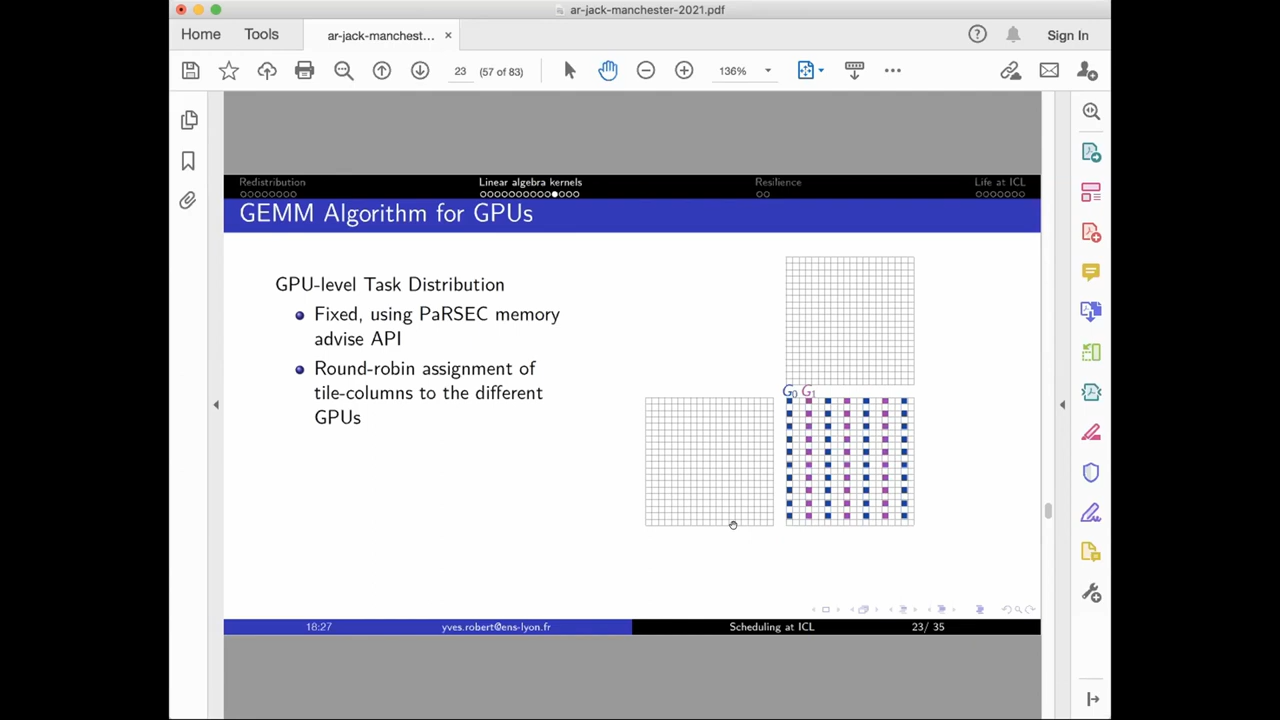 ar-jack-manchester-2021.pdf
Home
Tools
ar-jack-manchest...
Sign In
23
(57 of 83)
136%
Redistribution
Linear algebra kernels
Resilience
Life at ICL
GEMM Algorithm for GPUs
GPU-level Task Distribution
Fixed, using PaRSEC memory
advise API
Round-robin assignment of
tile-columns to the different
GPUs
G0 G1
18:27
yves.robert@ens-lyon.fr
Scheduling at ICL
23/ 35